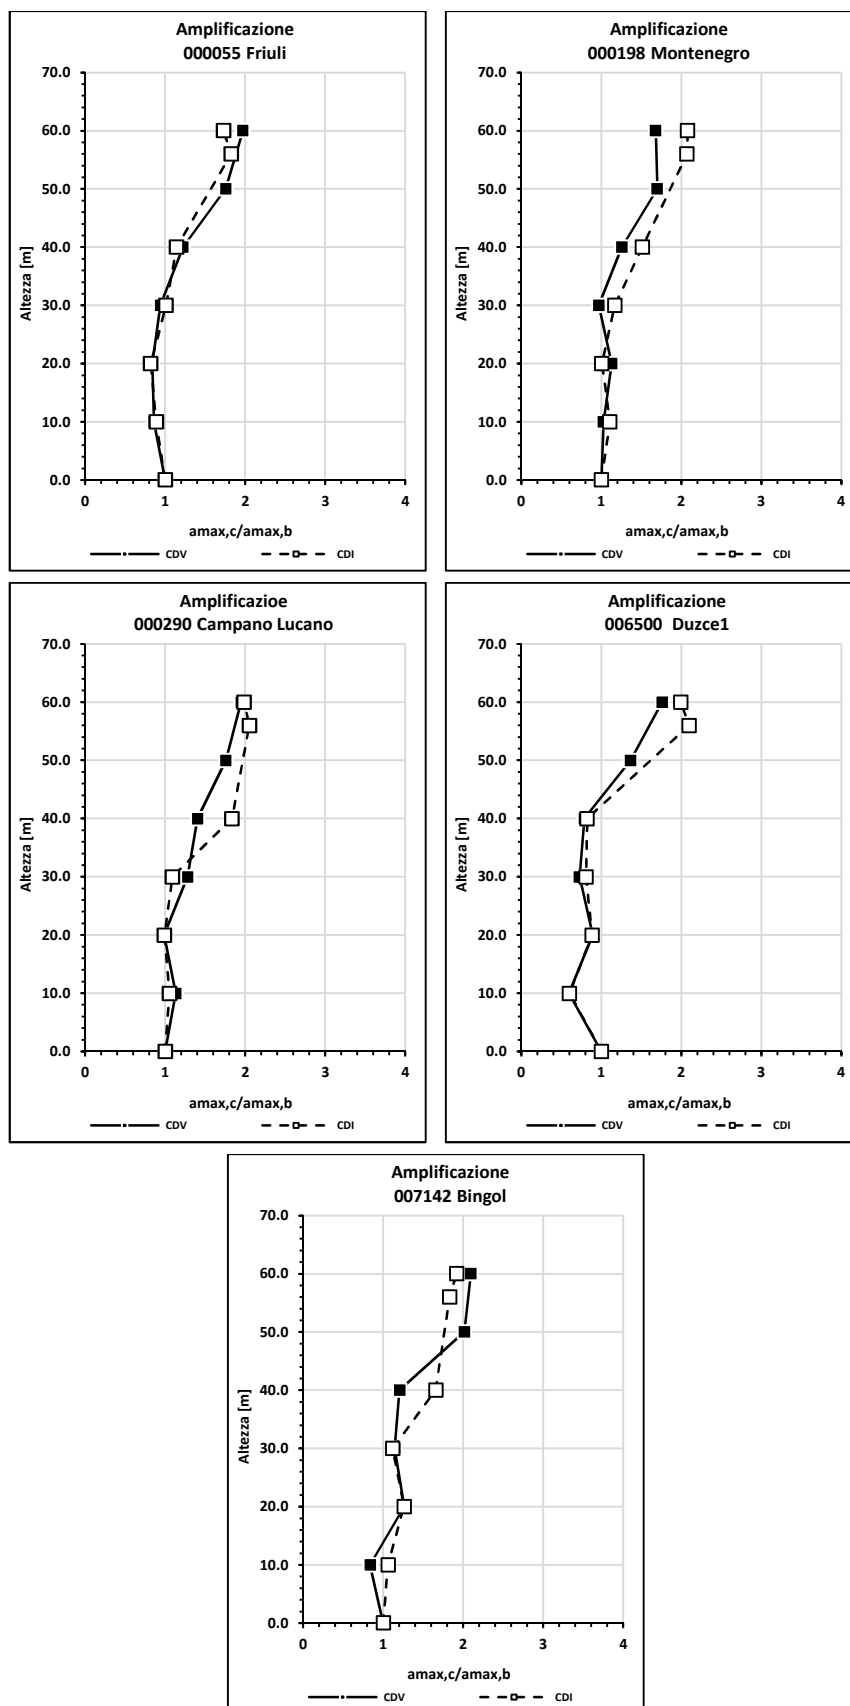 Amplificazione
000055 Friuli
70.0
60.0
50.0
40.0
30.0
20.0
10.0
0.0
Altezza [m]
0 1 2 3 4
amax,c/amax,b
CDV CDI
Amplificazione
000198 Montenegro
70.0
60.0
50.0
40.0
30.0
20.0
10.0
0.0
Altezza [m]
0 1 2 3 4
amax,c/amax,b
CDV CDI
Amplificazioe
000290 Campano Lucano
70.0
60.0
50.0
40.0
30.0
20.0
10.0
0.0
Altezza [m]
0 1 2 3 4
amax,c/amax,b
CDV CDI
Amplificazione
006500 Duzce1
70.0
60.0
50.0
40.0
30.0
20.0
10.0
0.0
Altezza [m]
0 1 2 3 4
amax,c/amax,b
CDV CDI
Amplificazione
007142 Bingol
70.0
60.0
50.0
40.0
30.0
20.0
10.0
0.0
Altezza [m]
0 1 2 3 4
amax,c/amax,b
CDV CDI